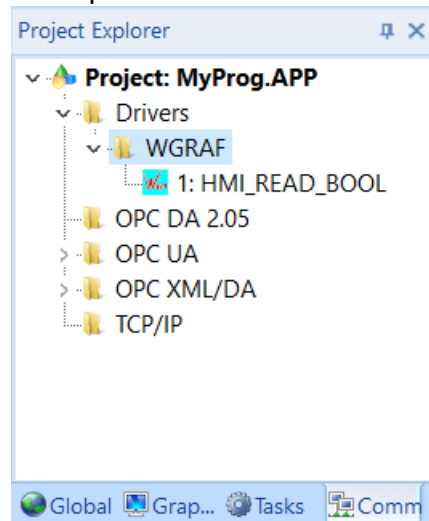 Project Explorer
Project: MyProg.APP
Drivers
WGRAF
1: HMI_READ_BOOL
OPC DA 2.05
OPC UA
OPC XML/DA
TCP/IP
Global Grap... Tasks Comm